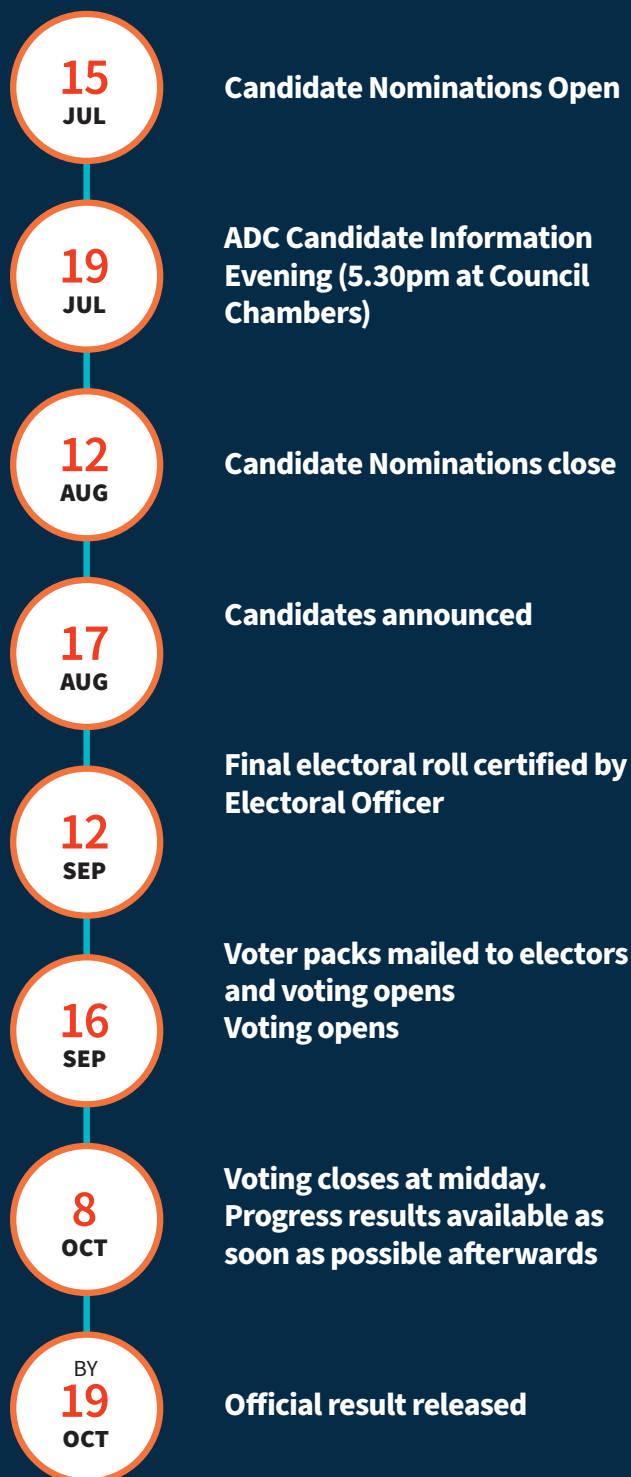 15
JUL
Candidate Nominations Open
19
JUL
ADC Candidate Information
Evening (5.30pm at Council
Chambers)
12
AUG
Candidate Nominations close
17
AUG
Candidates announced
12
SEP
Final electoral roll certified by
Electoral Officer
16
SEP
Voter packs mailed to electors
and voting opens
Voting opens
8
OCT
Voting closes at midday.
Progress results available as
soon as possible afterwards
BY
19
OCT
Official result released